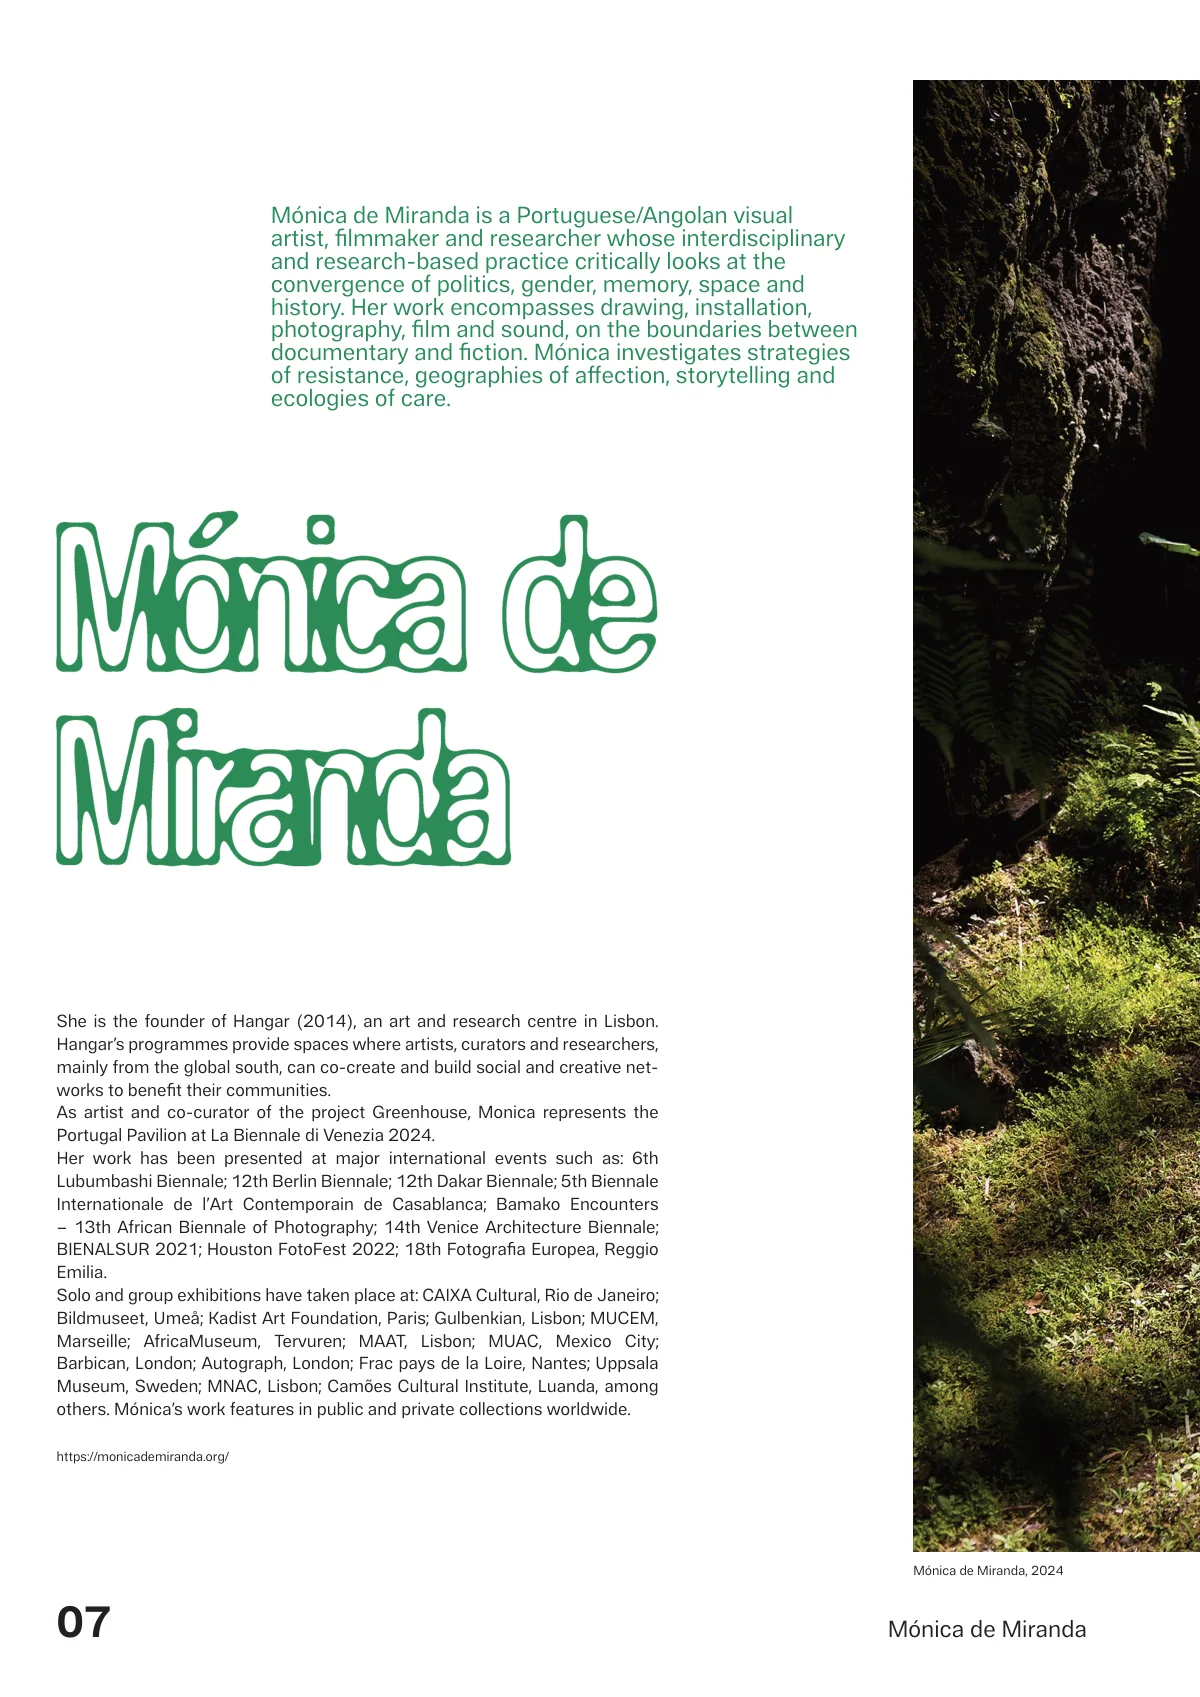 Mónica de Miranda is a Portuguese/Angolan visual
artist, filmmaker and researcher whose interdisciplinary
and research-based practice critically looks at the
convergence of politics, gender, memory, space and
history. Her work encompasses drawing, installation,
photography, film and sound, on the boundaries between
documentary and fiction. Mónica investigates strategies
of resistance, geographies of affection, storytelling and
ecologies of care.
Mónica de
Miranda
She is the founder of Hangar (2014), an art and research centre in Lisbon.
Hangar’s programmes provide spaces where artists, curators and researchers,
mainly from the global south, can co-create and build social and creative net-
works to benefit their communities.
As artist and co-curator of the project Greenhouse, Monica represents the
Portugal Pavilion at La Biennale di Venezia 2024.
Her work has been presented at major international events such as: 6th
Lubumbashi Biennale; 12th Berlin Biennale; 12th Dakar Biennale; 5th Biennale
Internationale de l’Art Contemporain de Casablanca; Bamako Encounters
– 13th African Biennale of Photography; 14th Venice Architecture Biennale;
BIENALSUR 2021; Houston FotoFest 2022; 18th Fotografia Europea, Reggio
Emilia.
Solo and group exhibitions have taken place at: CAIXA Cultural, Rio de Janeiro;
Bildmuseet, Umeå; Kadist Art Foundation, Paris; Gulbenkian, Lisbon; MUCEM,
Marseille; AfricaMuseum, Tervuren; MAAT, Lisbon; MUAC, Mexico City;
Barbican, London; Autograph, London; Frac pays de la Loire, Nantes; Uppsala
Museum, Sweden; MNAC, Lisbon; Camões Cultural Institute, Luanda, among
others. Mónica’s work features in public and private collections worldwide.
https://monicademiranda.org/
Mónica de Miranda, 2024
07
Mónica de Miranda